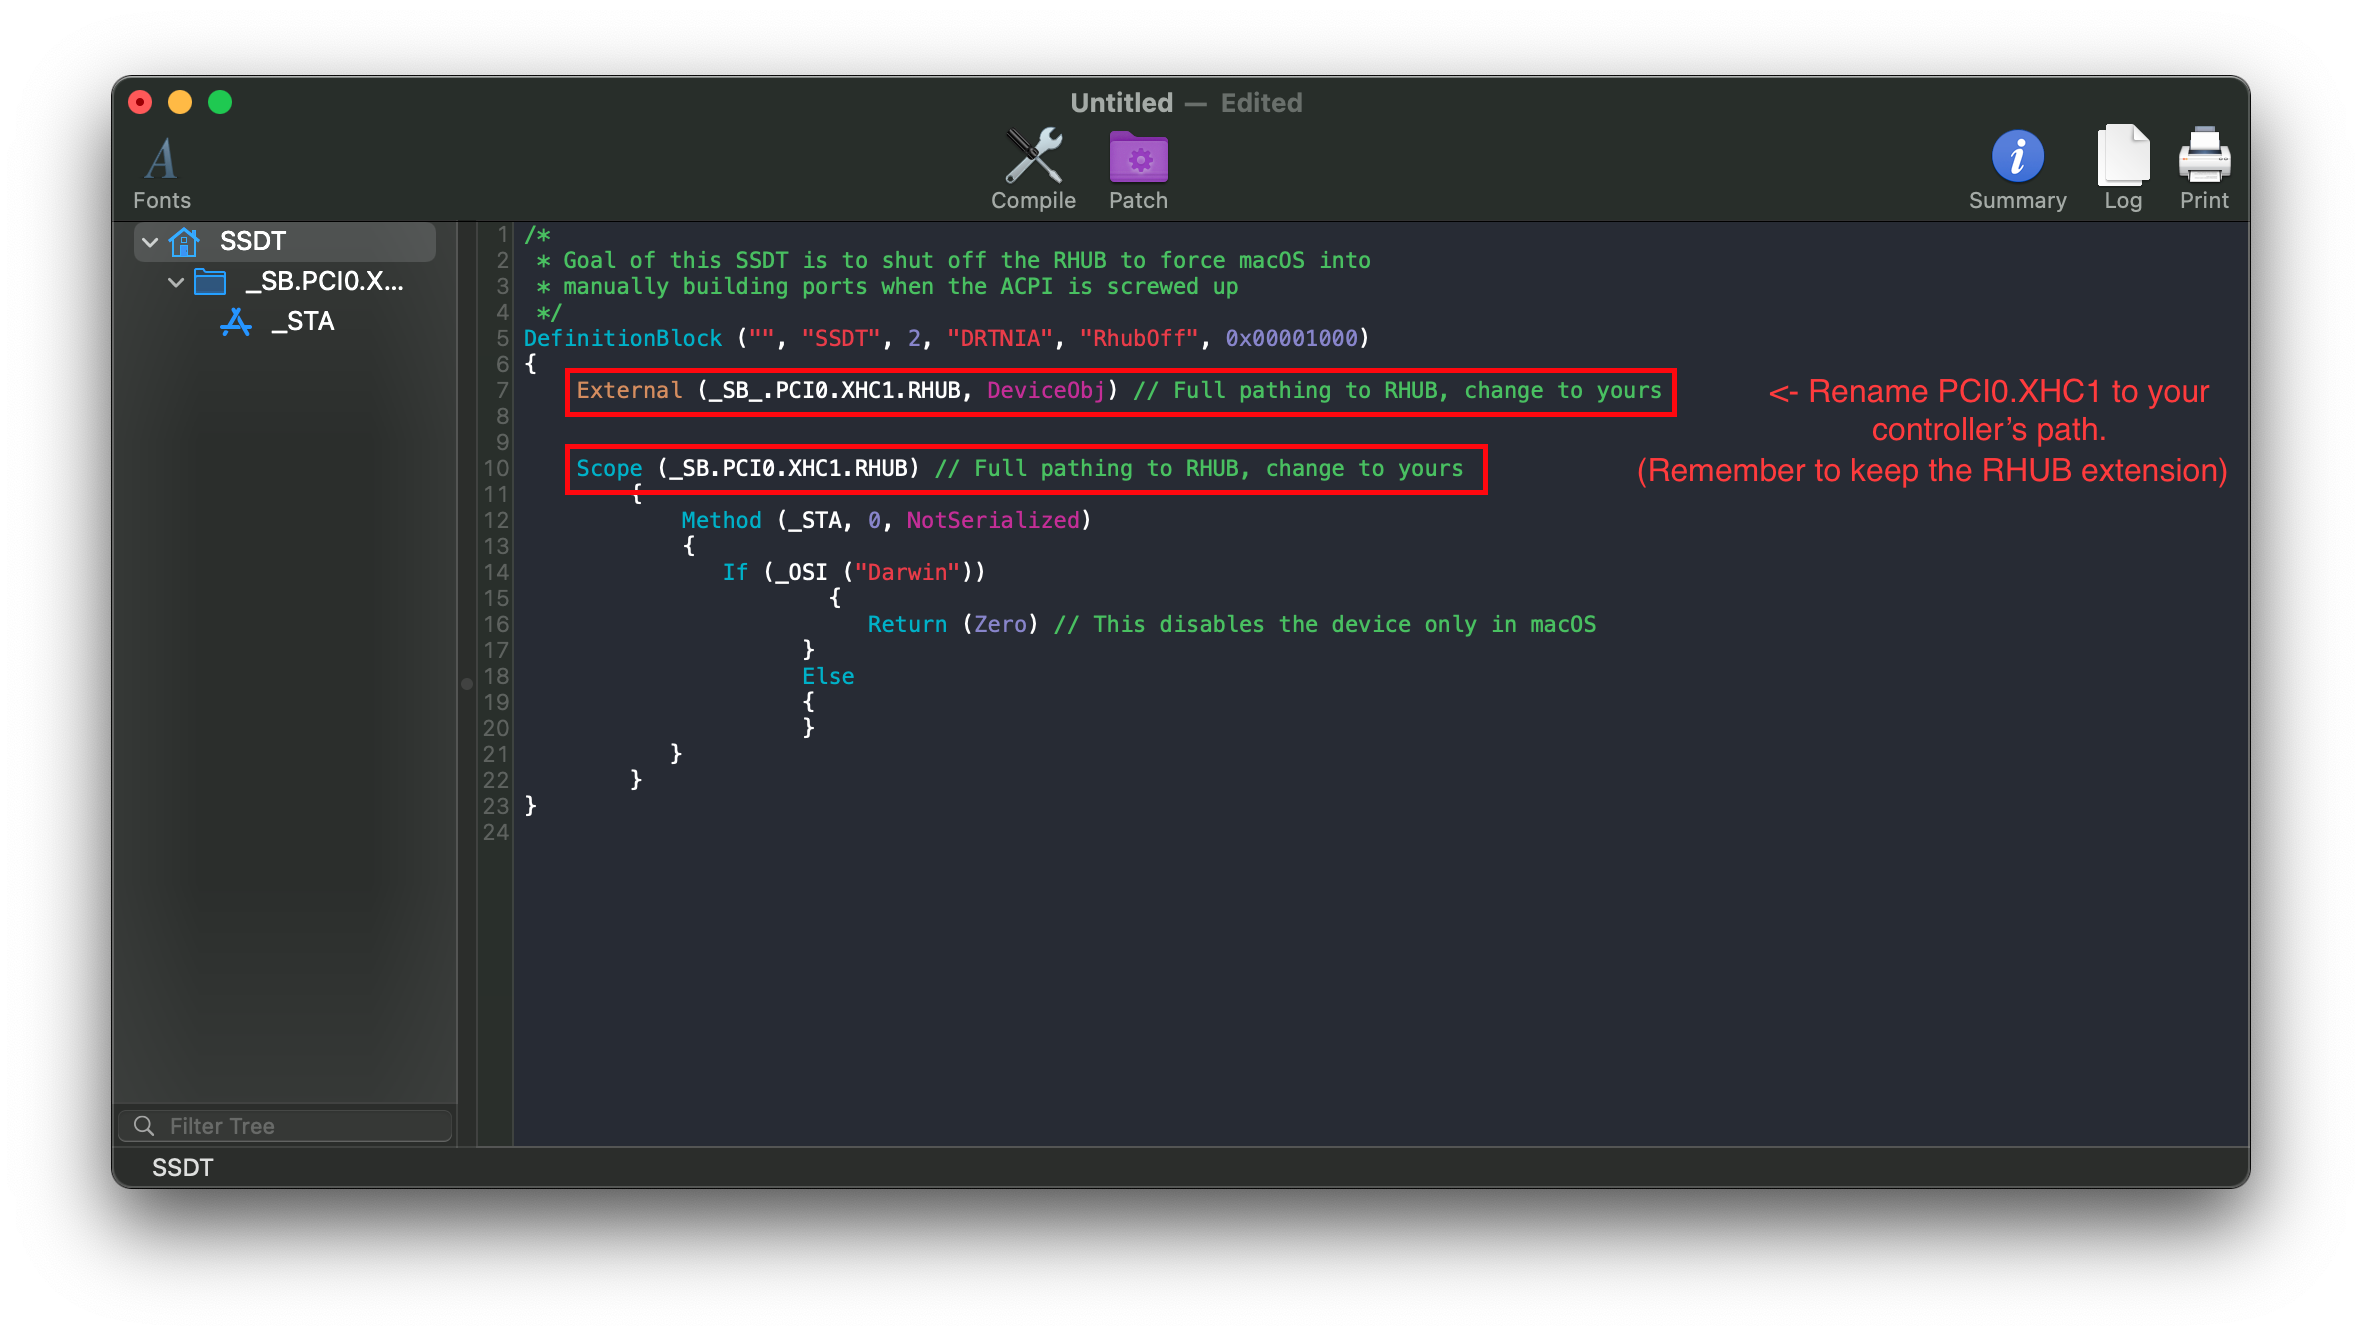 Untitled — Edited
Fonts
Compile
Patch
Summary
Log
Print
SSDT
_SB.PCI0.X...
_STA
1 /*
2  * Goal of this SSDT is to shut off the RHUB to force macOS into
3  * manually building ports when the ACPI is screwed up
4  */
5 DefinitionBlock ("", "SSDT", 2, "DRTNIA", "RhubOff", 0x00001000)
6 {
7     External (_SB_.PCI0.XHC1.RHUB, DeviceObj) // Full pathing to RHUB, change to yours
8
9
10     Scope (_SB.PCI0.XHC1.RHUB) // Full pathing to RHUB, change to yours
11         {
12             Method (_STA, 0, NotSerialized)
13             {
14                If (_OSI ("Darwin"))
15                        {
16                           Return (Zero) // This disables the device only in macOS
17                      }
18                      Else
19                      {
20                      }
21            }
22         }
23 }
24
<- Rename PCI0.XHC1 to your
controller’s path.
(Remember to keep the RHUB extension)
Filter Tree
SSDT